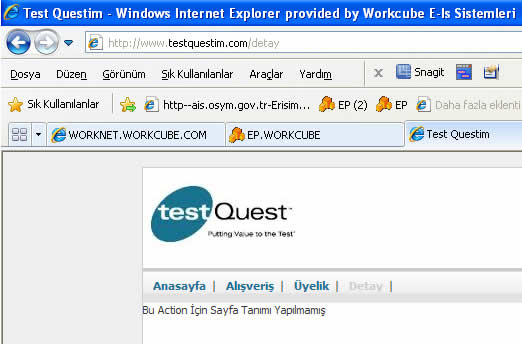 Test Questim - Windows Internet Explorer provided by Workcube E-Is Sistemleri
http://www.testquestim.com/detay
Dosya Düzen Görünüm Sık Kullanılanlar Araçlar Yardım x Snagit
Sık Kullanılanlar http--ais.osym.gov.tr-Erisim... EP (2) EP Daha fazla eklenti
WORKNET.WORKCUBE.COM EP.WORKCUBE Test Questim
testQuest™
Putting Value to the Test™
Anasayfa | Alışveriş | Üyelik | Detay |
Bu Action İçin Sayfa Tanımı Yapılmamış